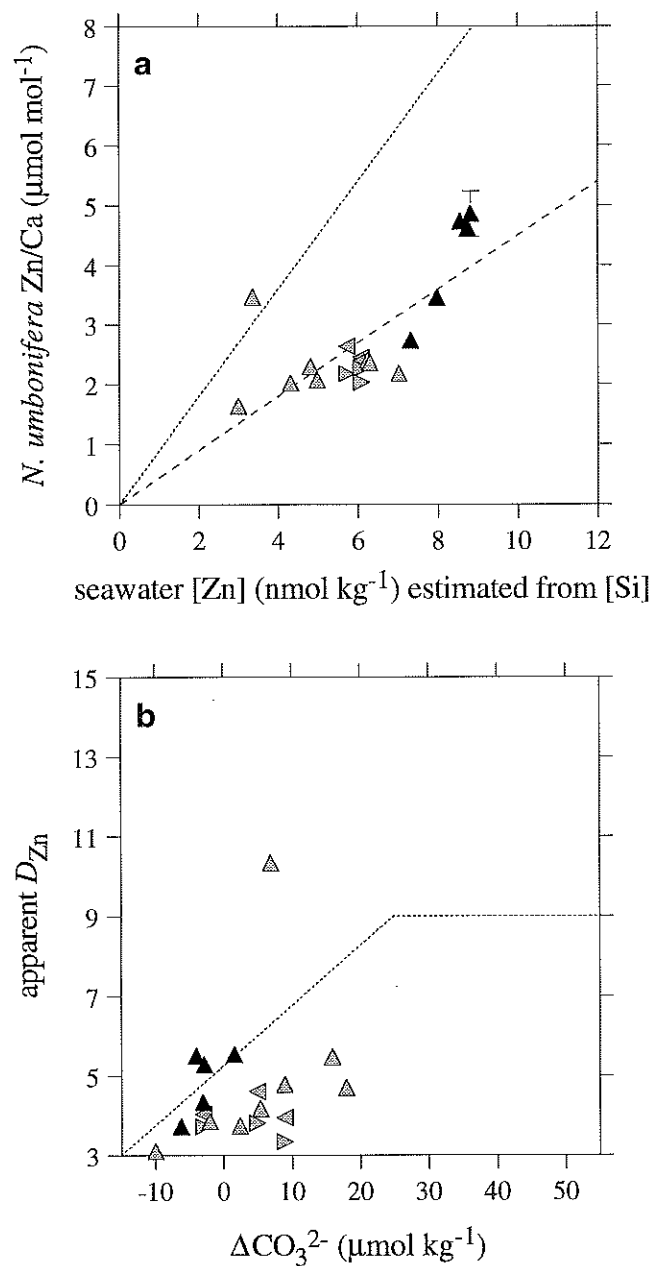 a
N. umbonifera Zn/Ca (μmol mol⁻¹)
8
7
6
5
4
3
2
1
0
0 2 4 6 8 10 12
seawater [Zn] (nmol kg⁻¹) estimated from [Si]
b
apparent D_Zn
15
13
11
9
7
5
3
-10 0 10 20 30 40 50
ΔCO₃²⁻ (μmol kg⁻¹)